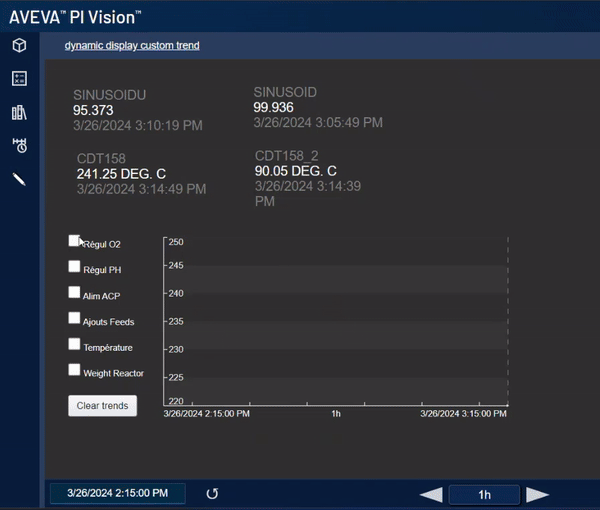 AVEVA™ PI Vision™
dynamic display custom trend
SINUSOIDU
95.373
3/26/2024 3:10:19 PM
SINUSOID
99.936
3/26/2024 3:05:49 PM
CDT158
241.25 DEG. C
3/26/2024 3:14:49 PM
CDT158_2
90.05 DEG. C
3/26/2024 3:14:39
PM
Régul O2
Régul PH
Alim ACP
Ajouts Feeds
Température
Weight Reactor
Clear trends
250
245
240
235
230
225
220
3/26/2024 2:15:00 PM
1h
3/26/2024 3:15:00 PM
3/26/2024 2:15:00 PM
1h